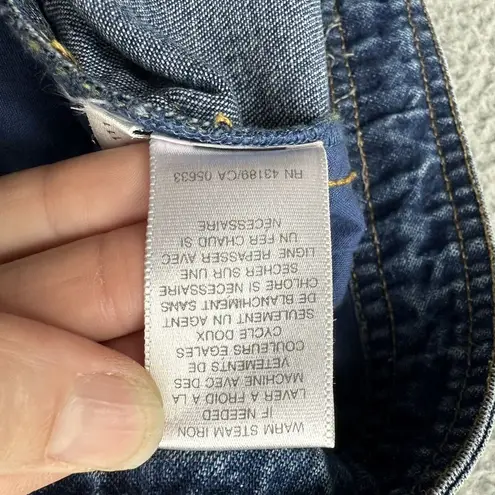 WARM STEAM IRON
IF NEEDED
LAVER A FROID A LA
MACHINE AVEC DES
VETEMENTS DE
COULEURS EGALES
CYCLE DOUX
SEULEMENT UN AGENT
DE BLANCHIMENT SANS
CHLORE SI NECESSAIRE
SECHER SUR UNE
LIGNE REPASSER AVEC
UN FER CHAUD SI
NECESSAIRE
RN 43189/CA 05633